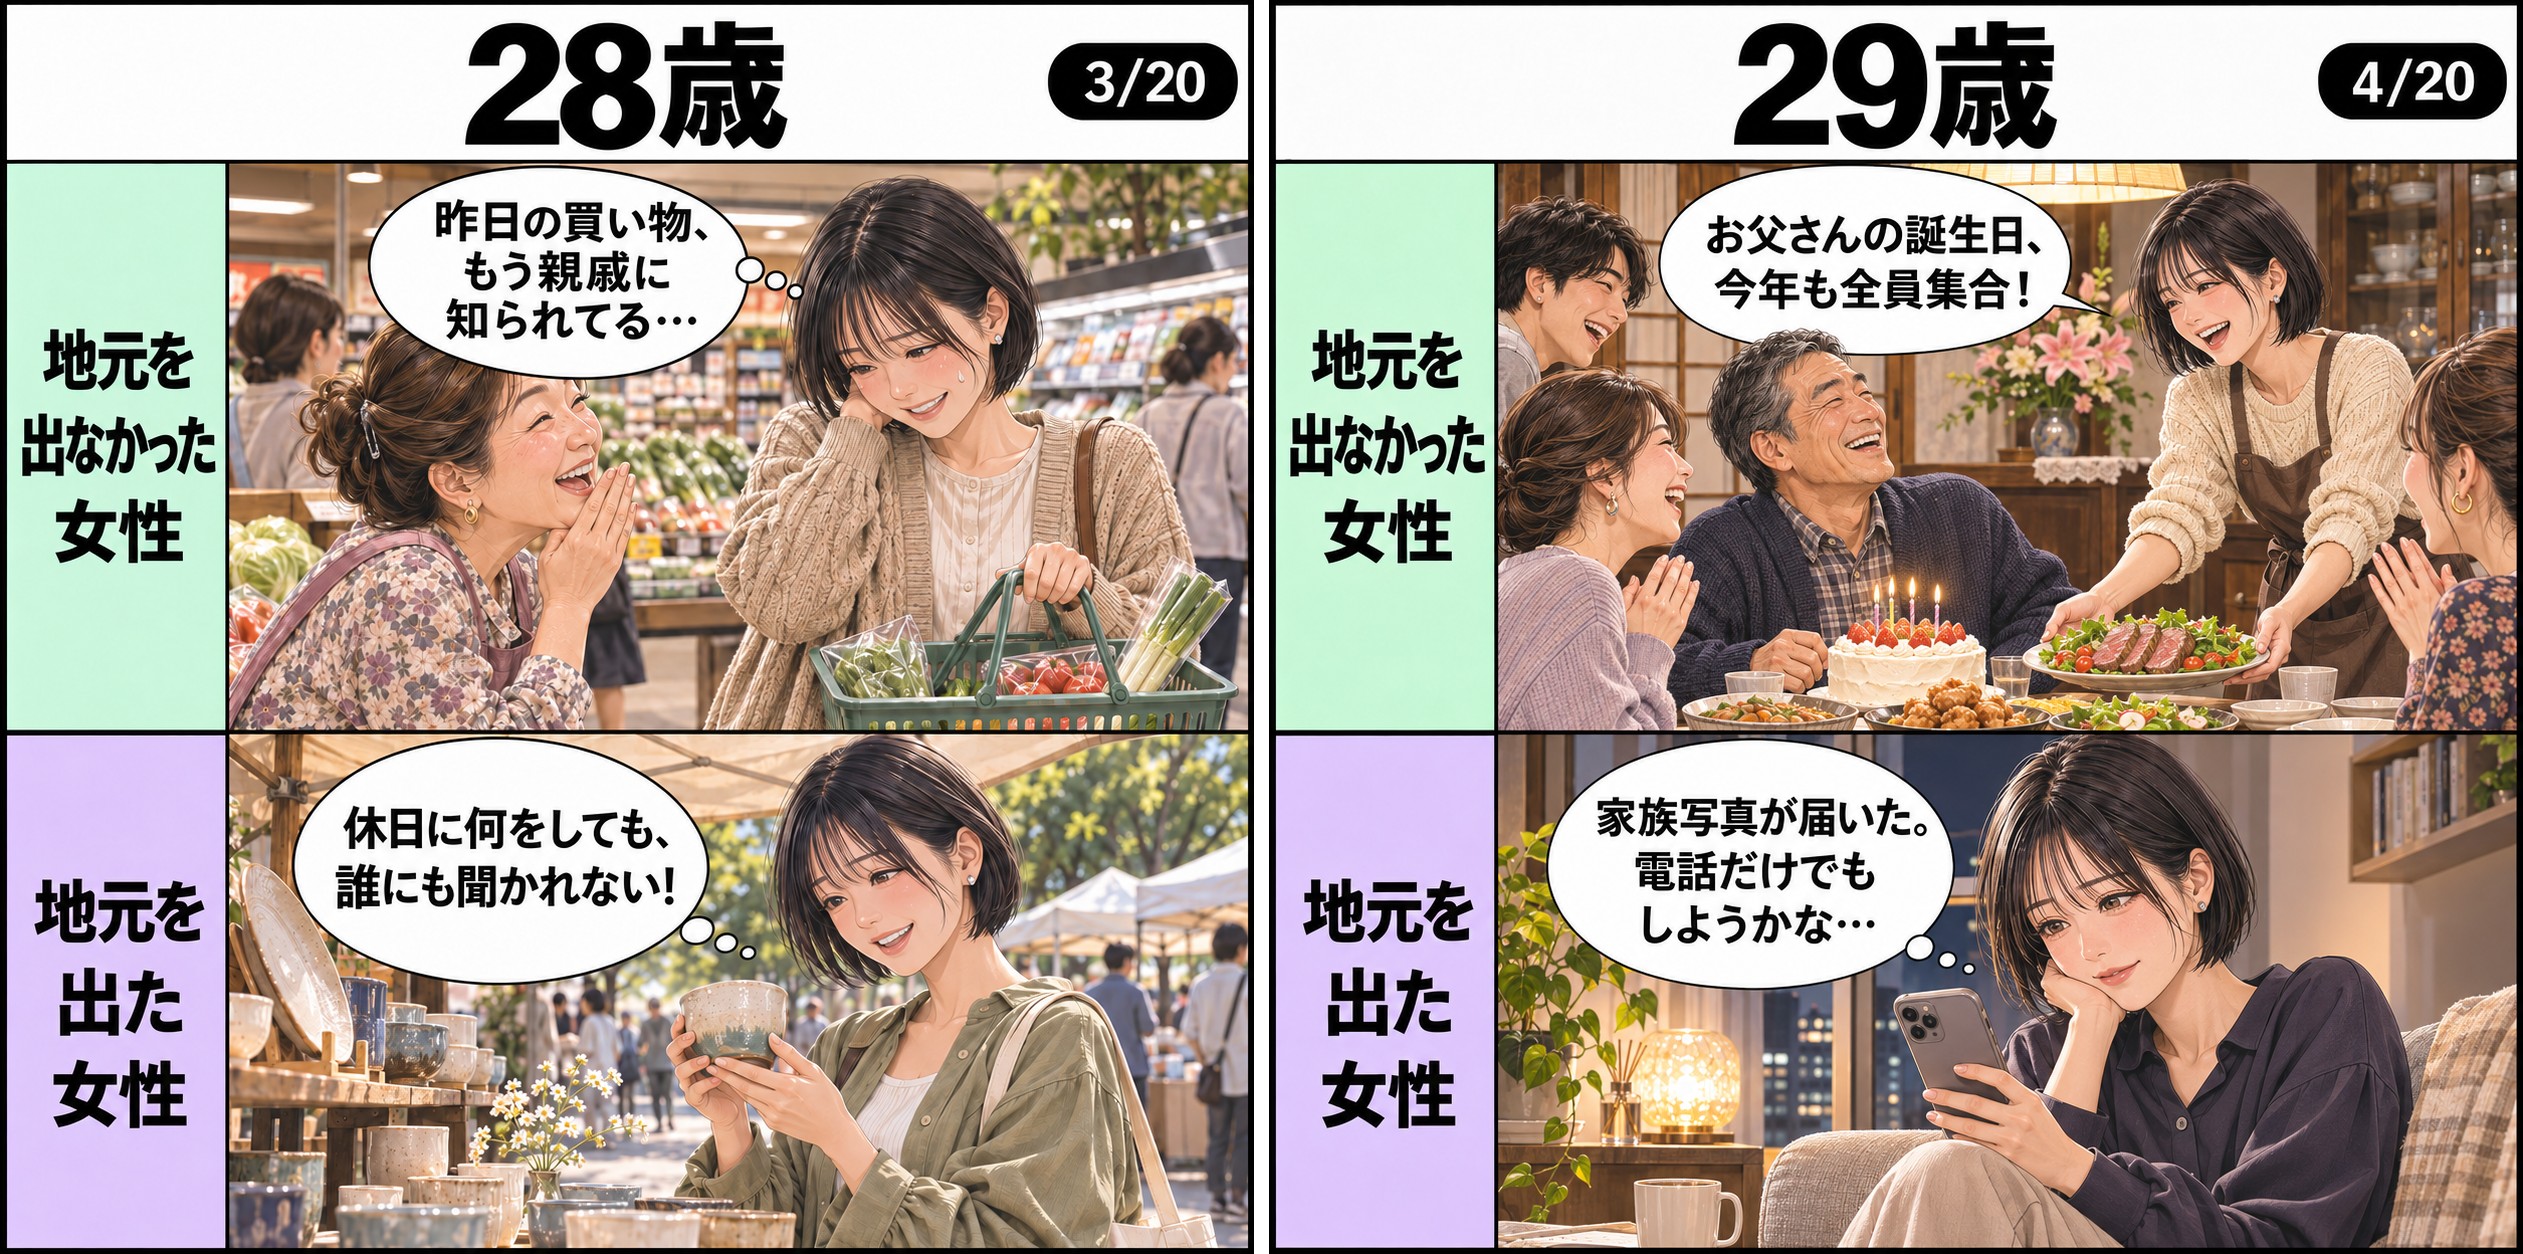 28歳
3/20
地元を
出なかった
女性
昨日の買い物、
もう親戚に
知られてる…
地元を
出た
女性
休日に何をしても、
誰にも聞かれない!
29歳
4/20
地元を
出なかった
女性
お父さんの誕生日、
今年も全員集合!
地元を
出た
女性
家族写真が届いた。
電話だけでも
しようかな…